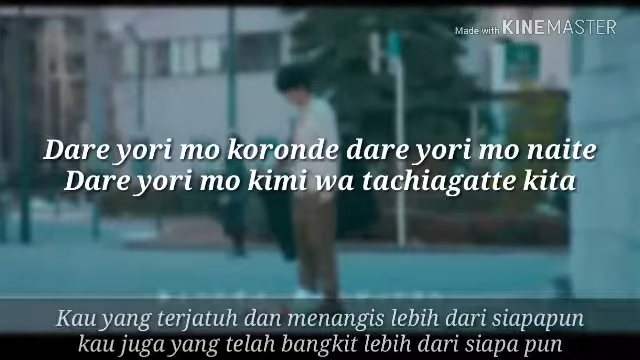 Made with KINEMASTER
Dare yori mo koronde dare yori mo naite
Dare yori mo kimi wa tachiagatte kita
Kau yang terjatuh dan menangis lebih dari siapapun
kau juga yang telah bangkit lebih dari siapa pun